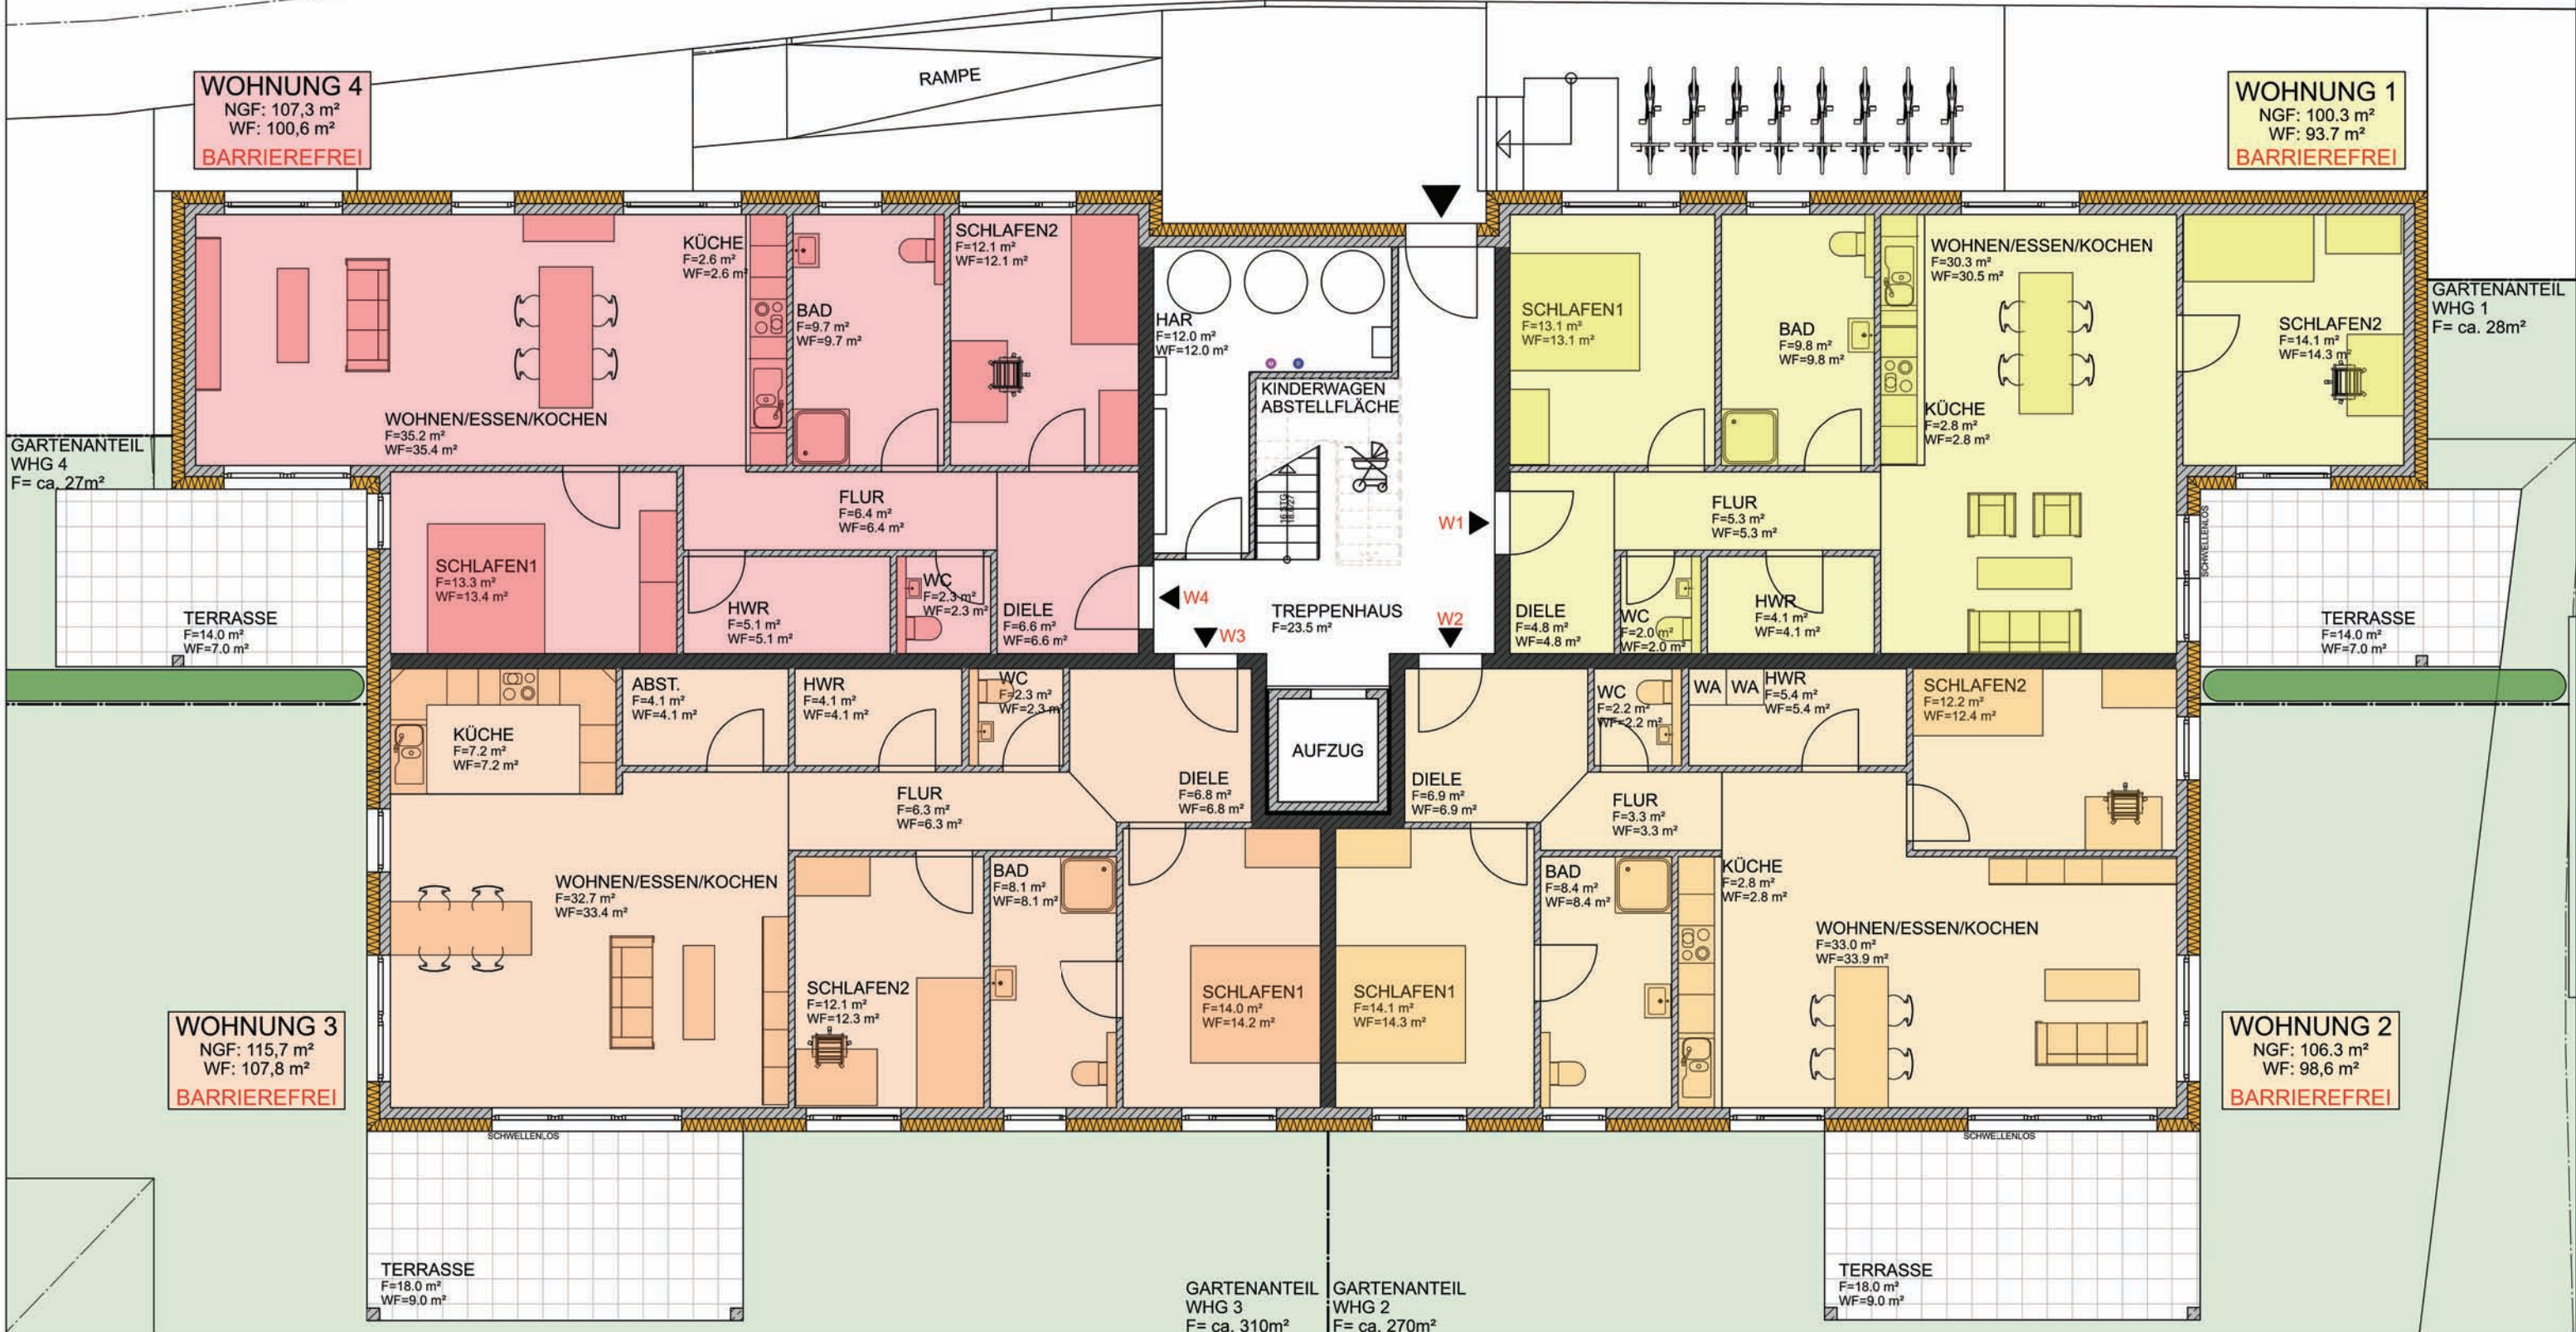 RAMPE
WOHNUNG 4
NGF: 107,3 m²
WF: 100,6 m²
BARRIEREFREI
WOHNUNG 1
NGF: 100.3 m²
WF: 93.7 m²
BARRIEREFREI
KÜCHE
F=2.6 m²
WF=2.6 m²
BAD
F=9.7 m²
WF=9.7 m²
SCHLAFEN2
F=12.1 m²
WF=12.1 m²
WOHNEN/ESSEN/KOCHEN
F=35.2 m²
WF=35.4 m²
HAR
F=12.0 m²
WF=12.0 m²
KINDERWAGEN
ABSTELLFLÄCHE
SCHLAFEN1
F=13.1 m²
WF=13.1 m²
BAD
F=9.8 m²
WF=9.8 m²
WOHNEN/ESSEN/KOCHEN
F=30.3 m²
WF=30.5 m²
KÜCHE
F=2.8 m²
WF=2.8 m²
SCHLAFEN2
F=14.1 m²
WF=14.3 m²
GARTENANTEIL
WHG 1
F= ca. 28m²
GARTENANTEIL
WHG 4
F= ca. 27m²
TERRASSE
F=14.0 m²
WF=7.0 m²
SCHLAFEN1
F=13.3 m²
WF=13.4 m²
FLUR
F=6.4 m²
WF=6.4 m²
HWR
F=5.1 m²
WF=5.1 m²
WC
F=2.3 m²
WF=2.3 m²
DIELE
F=6.6 m²
WF=6.6 m²
W4
W3
TREPPENHAUS
F=23.5 m²
W1
W2
DIELE
F=4.8 m²
WF=4.8 m²
FLUR
F=5.3 m²
WF=5.3 m²
WC
F=2.0 m²
WF=2.0 m²
HWR
F=4.1 m²
WF=4.1 m²
SCHWELLENLOS
TERRASSE
F=14.0 m²
WF=7.0 m²
KÜCHE
F=7.2 m²
WF=7.2 m²
ABST.
F=4.1 m²
WF=4.1 m²
HWR
F=4.1 m²
WF=4.1 m²
WC
F=2.3 m²
WF=2.3 m²
DIELE
F=6.8 m²
WF=6.8 m²
AUFZUG
DIELE
F=6.9 m²
WF=6.9 m²
WC
F=2.2 m²
WF=2.2 m²
WA WA
HWR
F=5.4 m²
WF=5.4 m²
SCHLAFEN2
F=12.2 m²
WF=12.4 m²
FLUR
F=6.3 m²
WF=6.3 m²
FLUR
F=3.3 m²
WF=3.3 m²
WOHNEN/ESSEN/KOCHEN
F=32.7 m²
WF=33.4 m²
BAD
F=8.1 m²
WF=8.1 m²
SCHLAFEN2
F=12.1 m²
WF=12.3 m²
SCHLAFEN1
F=14.0 m²
WF=14.2 m²
SCHLAFEN1
F=14.1 m²
WF=14.3 m²
BAD
F=8.4 m²
WF=8.4 m²
KÜCHE
F=2.8 m²
WF=2.8 m²
WOHNEN/ESSEN/KOCHEN
F=33.0 m²
WF=33.9 m²
WOHNUNG 3
NGF: 115,7 m²
WF: 107,8 m²
BARRIEREFREI
WOHNUNG 2
NGF: 106.3 m²
WF: 98,6 m²
BARRIEREFREI
SCHWELLENLOS
SCHWELLENLOS
TERRASSE
F=18.0 m²
WF=9.0 m²
GARTENANTEIL
WHG 3
F= ca. 310m²
GARTENANTEIL
WHG 2
F= ca. 270m²
TERRASSE
F=18.0 m²
WF=9.0 m²